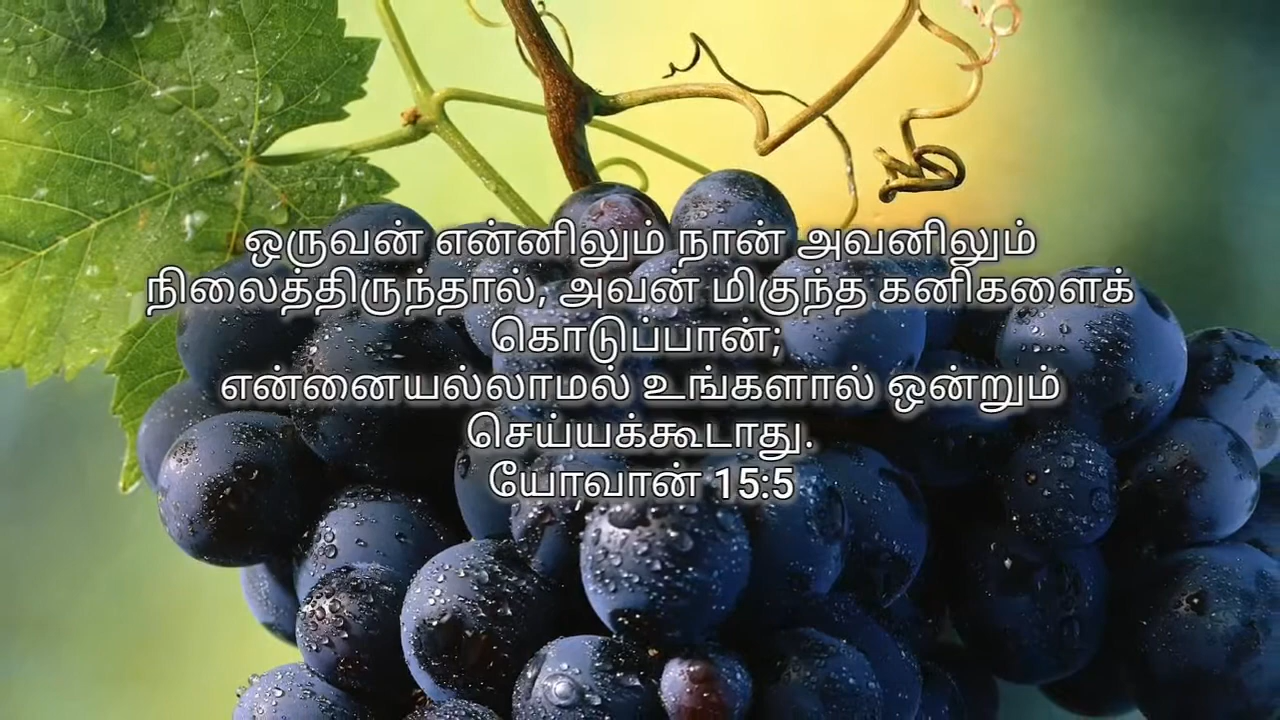 ஒருவன் என்னிலும் நான் அவனிலும்
நிலைத்திருந்தால், அவன் மிகுந்த கனிகளைக்
கொடுப்பான்;
என்னையல்லாமல் உங்களால் ஒன்றும்
செய்யக்கூடாது.
யோவான் 15:5